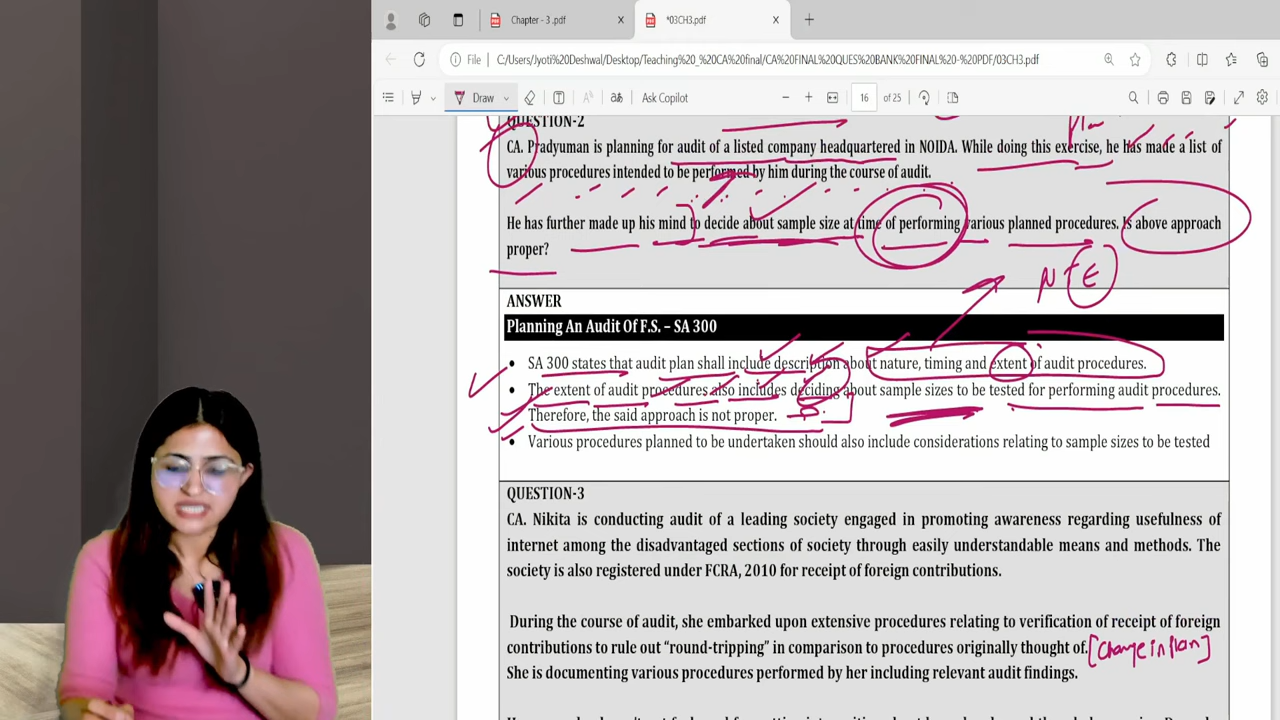 Chapter - 3 .pdf
*03CH3.pdf
File
C:/Users/Jyoti%20Deshwal/Desktop/Teaching%20_%20CA%20final/CA%20FINAL%20QUES%20BANK%20FINAL%20-%20PDF/03CH3.pdf
Draw
Ask Copilot
16 of 25
QUESTION-2
plan
CA. Pradyuman is planning for audit of a listed company headquartered in NOIDA. While doing this exercise, he has made a list of
various procedures intended to be performed by him during the course of audit.
He has further made up his mind to decide about sample size at time of performing various planned procedures. Is above approach
proper?
N T E
ANSWER
Planning An Audit Of F.S. – SA 300
• SA 300 states that audit plan shall include description about nature, timing and extent of audit procedures.
• The extent of audit procedures also includes deciding about sample sizes to be tested for performing audit procedures.
Therefore, the said approach is not proper.
• Various procedures planned to be undertaken should also include considerations relating to sample sizes to be tested
QUESTION-3
CA. Nikita is conducting audit of a leading society engaged in promoting awareness regarding usefulness of
internet among the disadvantaged sections of society through easily understandable means and methods. The
society is also registered under FCRA, 2010 for receipt of foreign contributions.
During the course of audit, she embarked upon extensive procedures relating to verification of receipt of foreign
contributions to rule out “round-tripping” in comparison to procedures originally thought of. [Change in plan]
She is documenting various procedures performed by her including relevant audit findings.